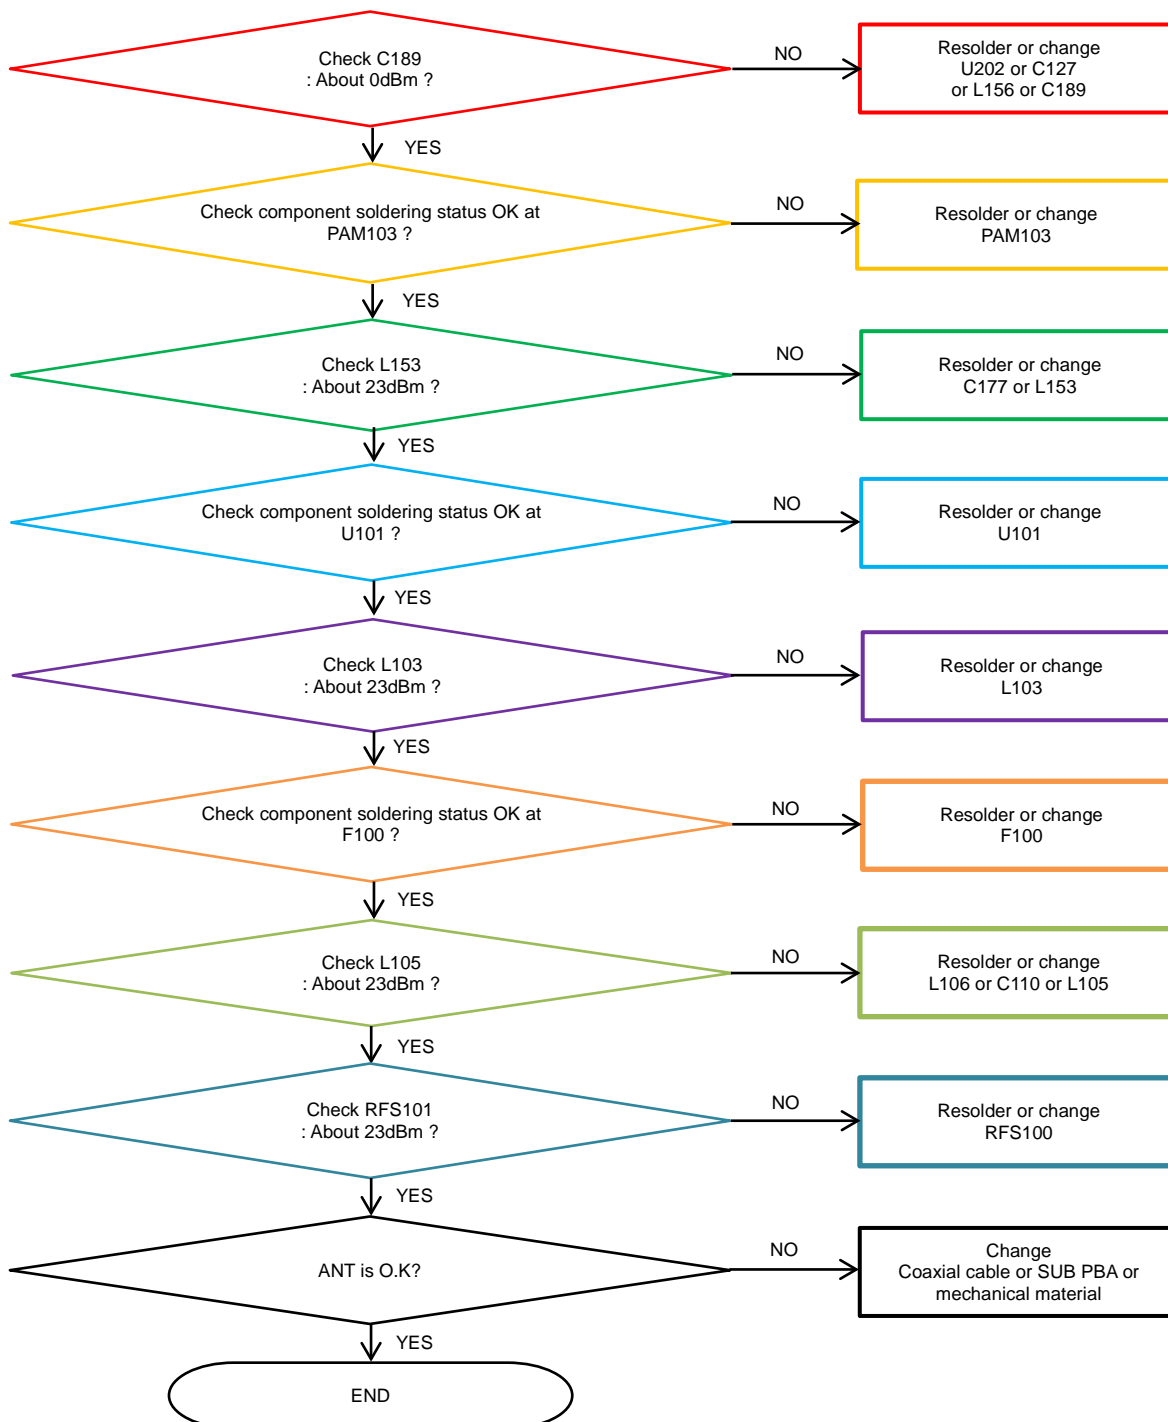 Check C189
: About 0dBm ?
NO
Resolder or change
U202 or C127
or L156 or C189
YES
Check component soldering status OK at
PAM103 ?
NO
Resolder or change
PAM103
YES
Check L153
: About 23dBm ?
NO
Resolder or change
C177 or L153
YES
Check component soldering status OK at
U101 ?
NO
Resolder or change
U101
YES
Check L103
: About 23dBm ?
NO
Resolder or change
L103
YES
Check component soldering status OK at
F100 ?
NO
Resolder or change
F100
YES
Check L105
: About 23dBm ?
NO
Resolder or change
L106 or C110 or L105
YES
Check RFS101
: About 23dBm ?
NO
Resolder or change
RFS100
YES
ANT is O.K?
NO
Change
Coaxial cable or SUB PBA or
mechanical material
YES
END